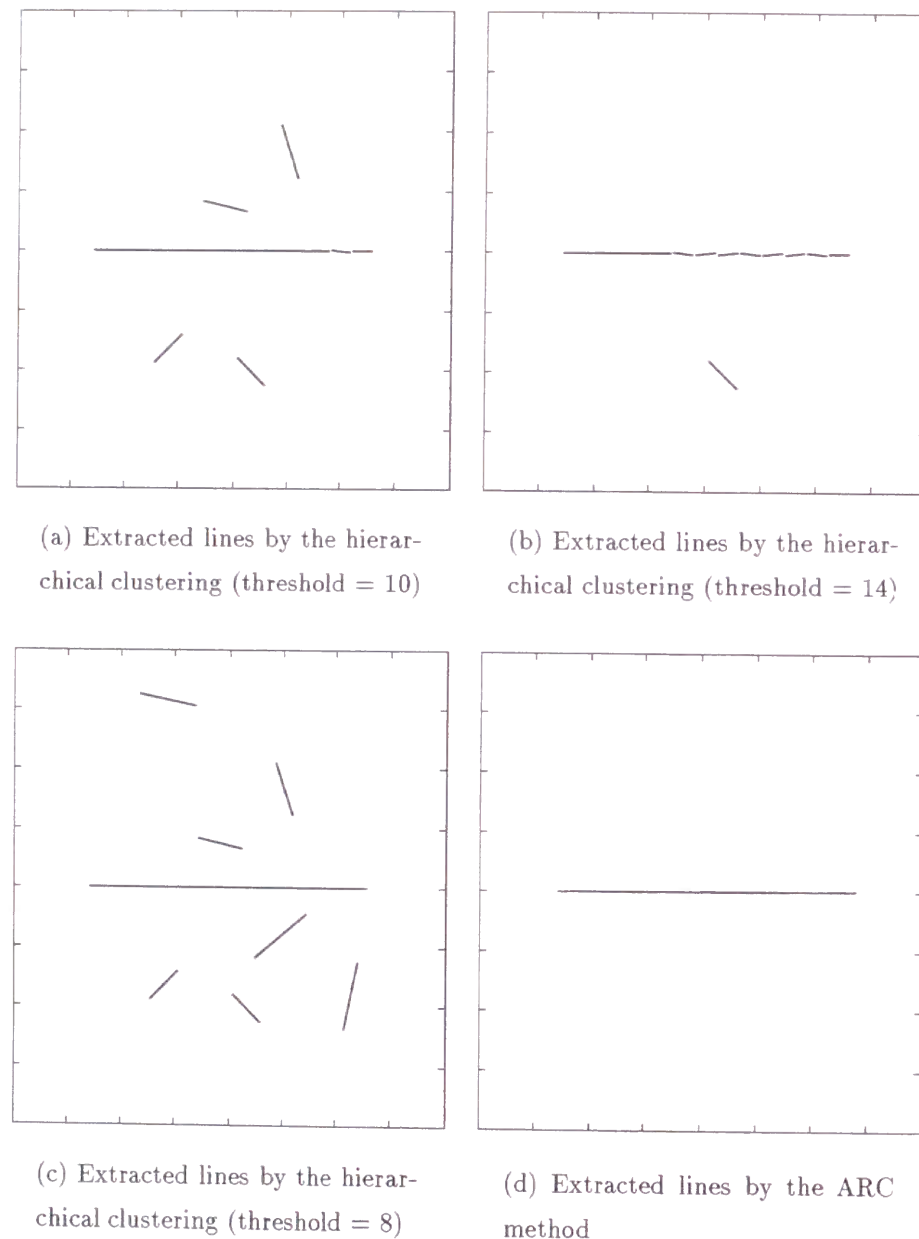 (a) Extracted lines by the hierar-
chical clustering (threshold = 10)
(b) Extracted lines by the hierar-
chical clustering (threshold = 14)
(c) Extracted lines by the hierar-
chical clustering (threshold = 8)
(d) Extracted lines by the ARC
method